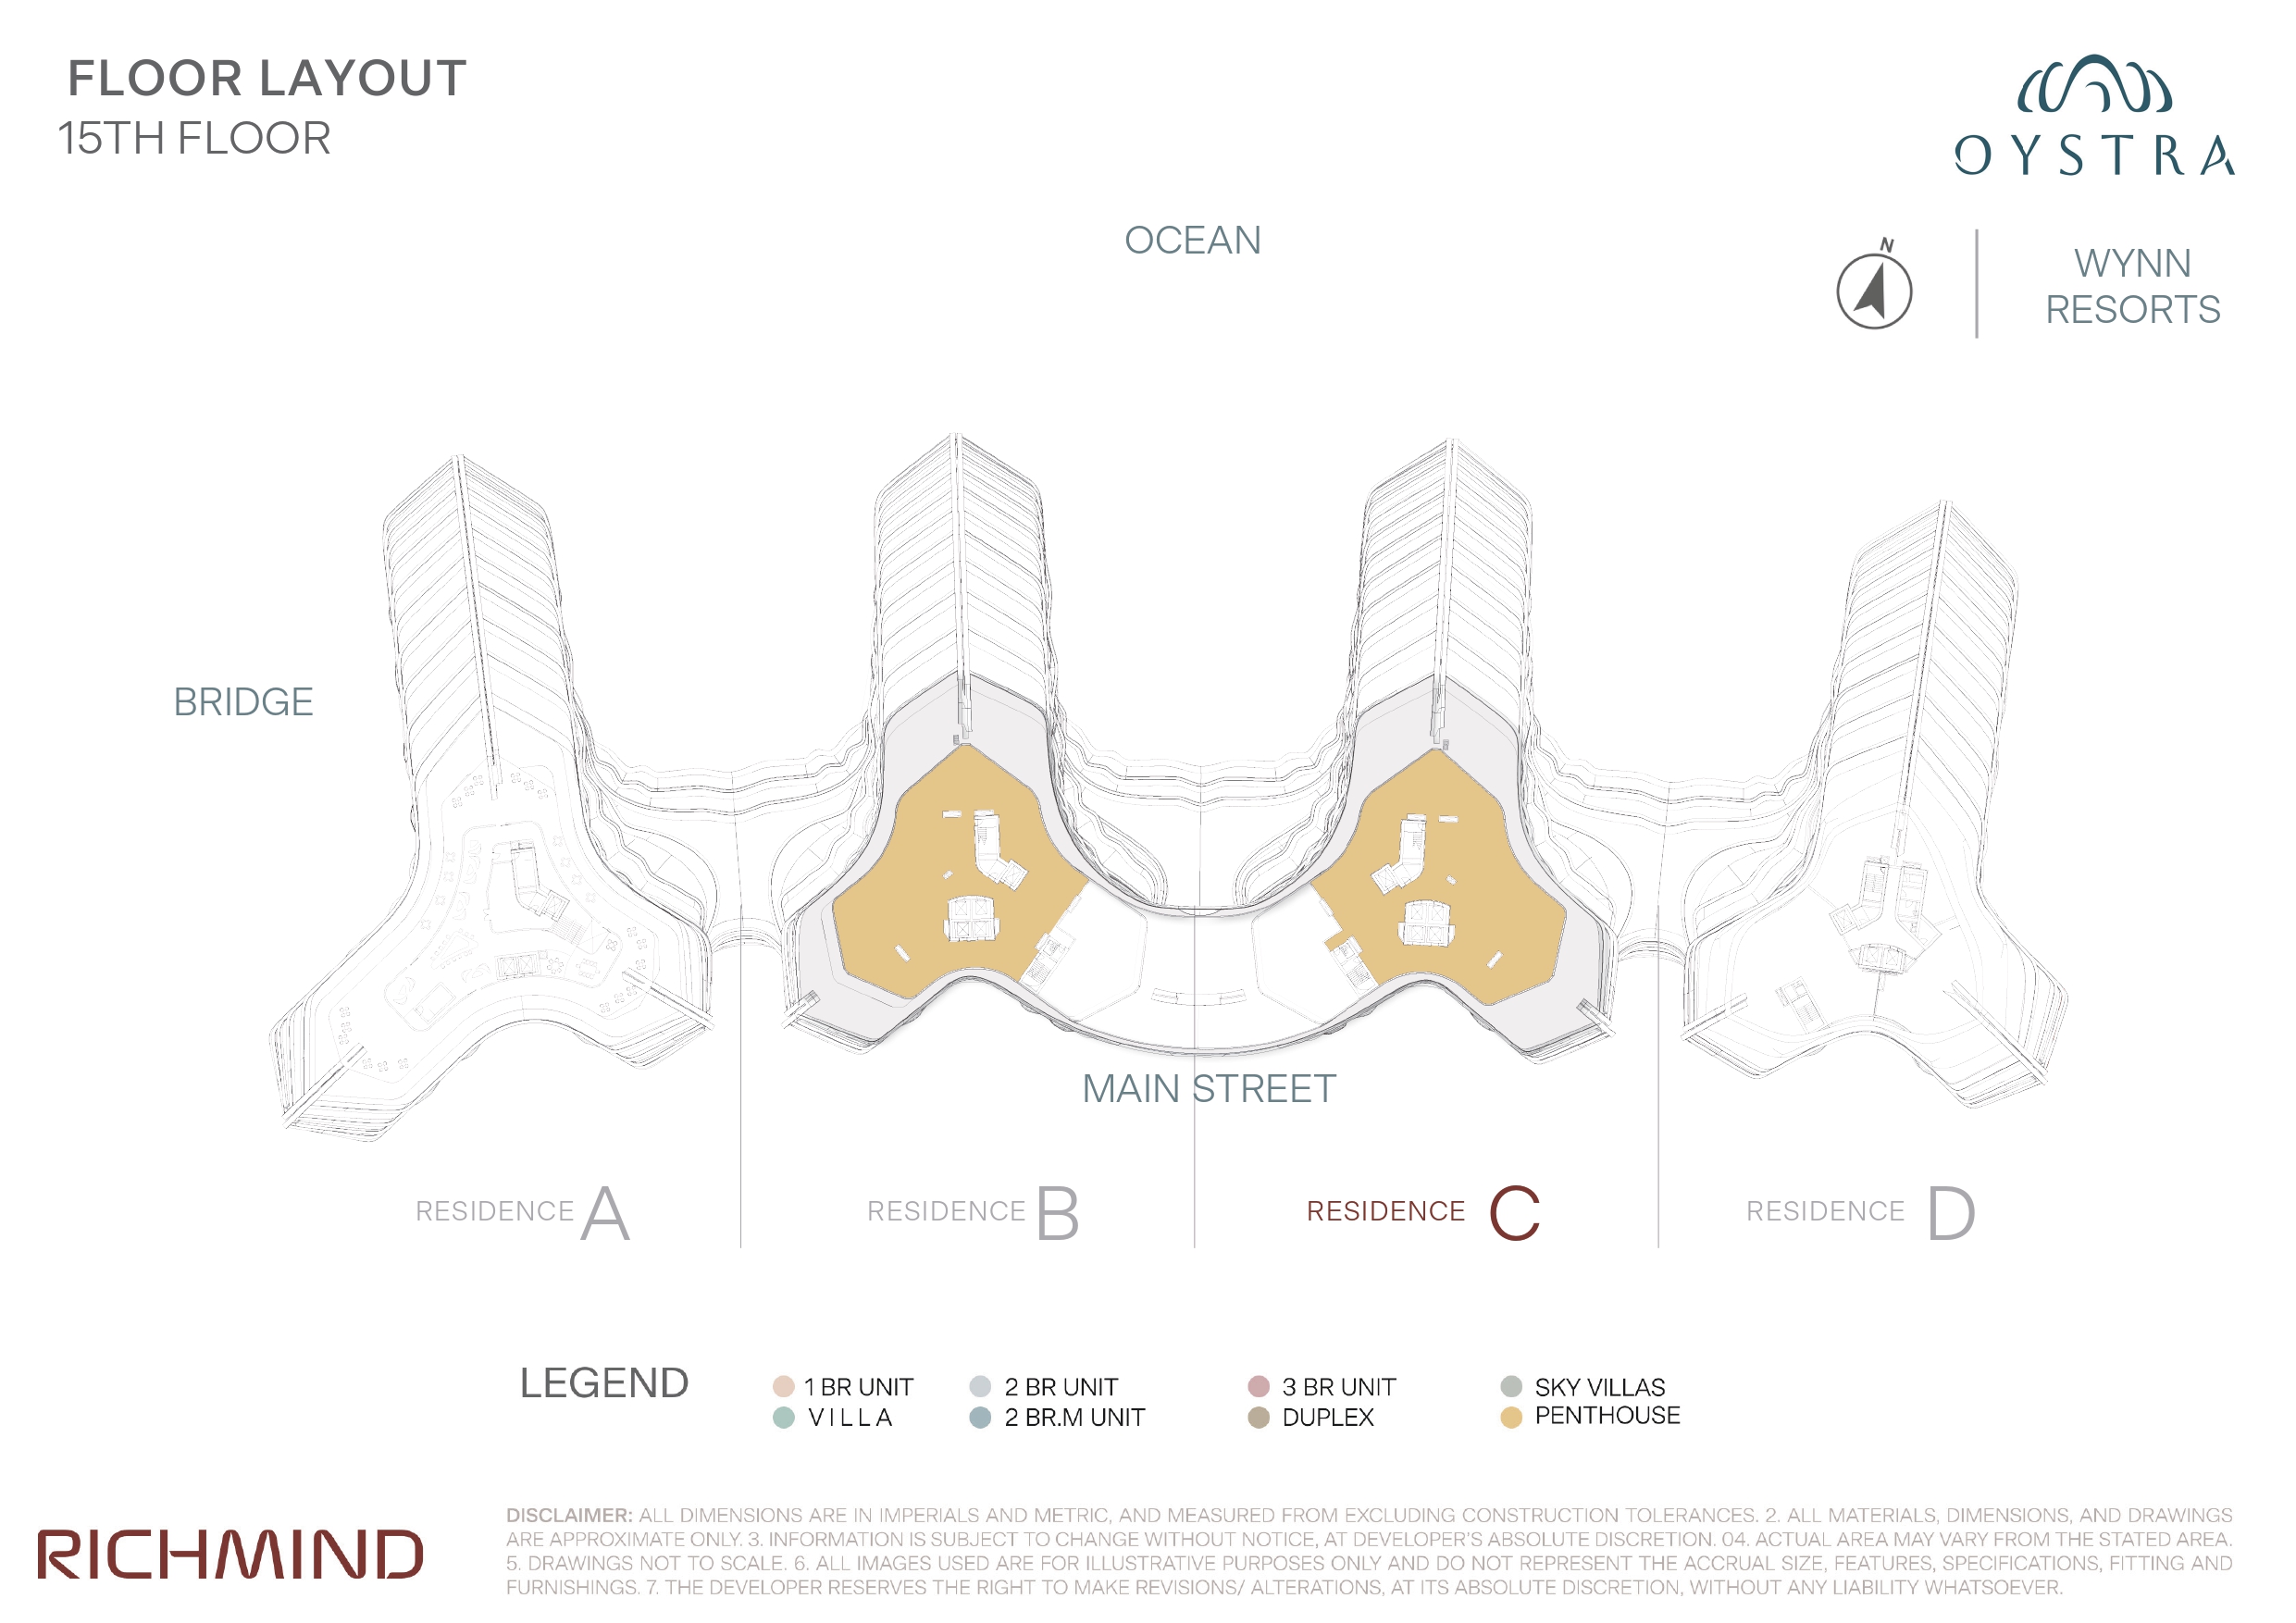 FLOOR LAYOUT
15TH FLOOR
OYSTRA
OCEAN
N
WYNN
RESORTS
BRIDGE
MAIN STREET
RESIDENCE A
RESIDENCE B
RESIDENCE C
RESIDENCE D
LEGEND
1 BR UNIT
2 BR UNIT
3 BR UNIT
SKY VILLAS
VILLA
2 BR.M UNIT
DUPLEX
PENTHOUSE
RICHMIND
DISCLAIMER: ALL DIMENSIONS ARE IN IMPERIALS AND METRIC, AND MEASURED FROM EXCLUDING CONSTRUCTION TOLERANCES. 2. ALL MATERIALS, DIMENSIONS, AND DRAWINGS
ARE APPROXIMATE ONLY. 3. INFORMATION IS SUBJECT TO CHANGE WITHOUT NOTICE, AT DEVELOPER'S ABSOLUTE DISCRETION. 04. ACTUAL AREA MAY VARY FROM THE STATED AREA.
5. DRAWINGS NOT TO SCALE. 6. ALL IMAGES USED ARE FOR ILLUSTRATIVE PURPOSES ONLY AND DO NOT REPRESENT THE ACCRUAL SIZE, FEATURES, SPECIFICATIONS, FITTING AND
FURNISHINGS. 7. THE DEVELOPER RESERVES THE RIGHT TO MAKE REVISIONS/ ALTERATIONS, AT ITS ABSOLUTE DISCRETION, WITHOUT ANY LIABILITY WHATSOEVER.